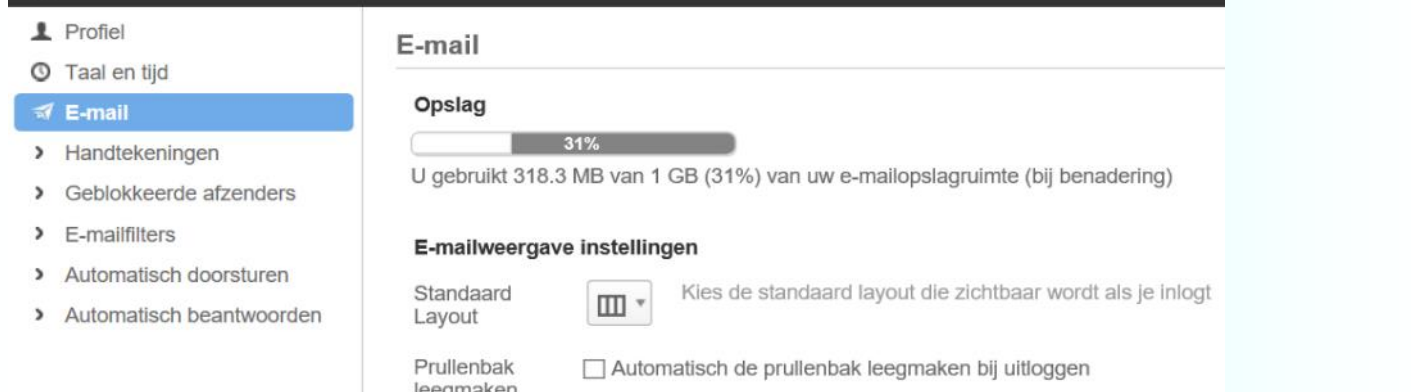 Profiel
Taal en tijd
E-mail
Handtekeningen
Geblokkeerde afzenders
E-mailfilters
Automatisch doorsturen
Automatisch beantwoorden
E-mail
Opslag
31%
U gebruikt 318.3 MB van 1 GB (31%) van uw e-mailopslagruimte (bij benadering)
E-mailweergave instellingen
Standaard
Layout
Kies de standaard layout die zichtbaar wordt als je inlogt
Prullenbak
leegmaken
Automatisch de prullenbak leegmaken bij uitloggen